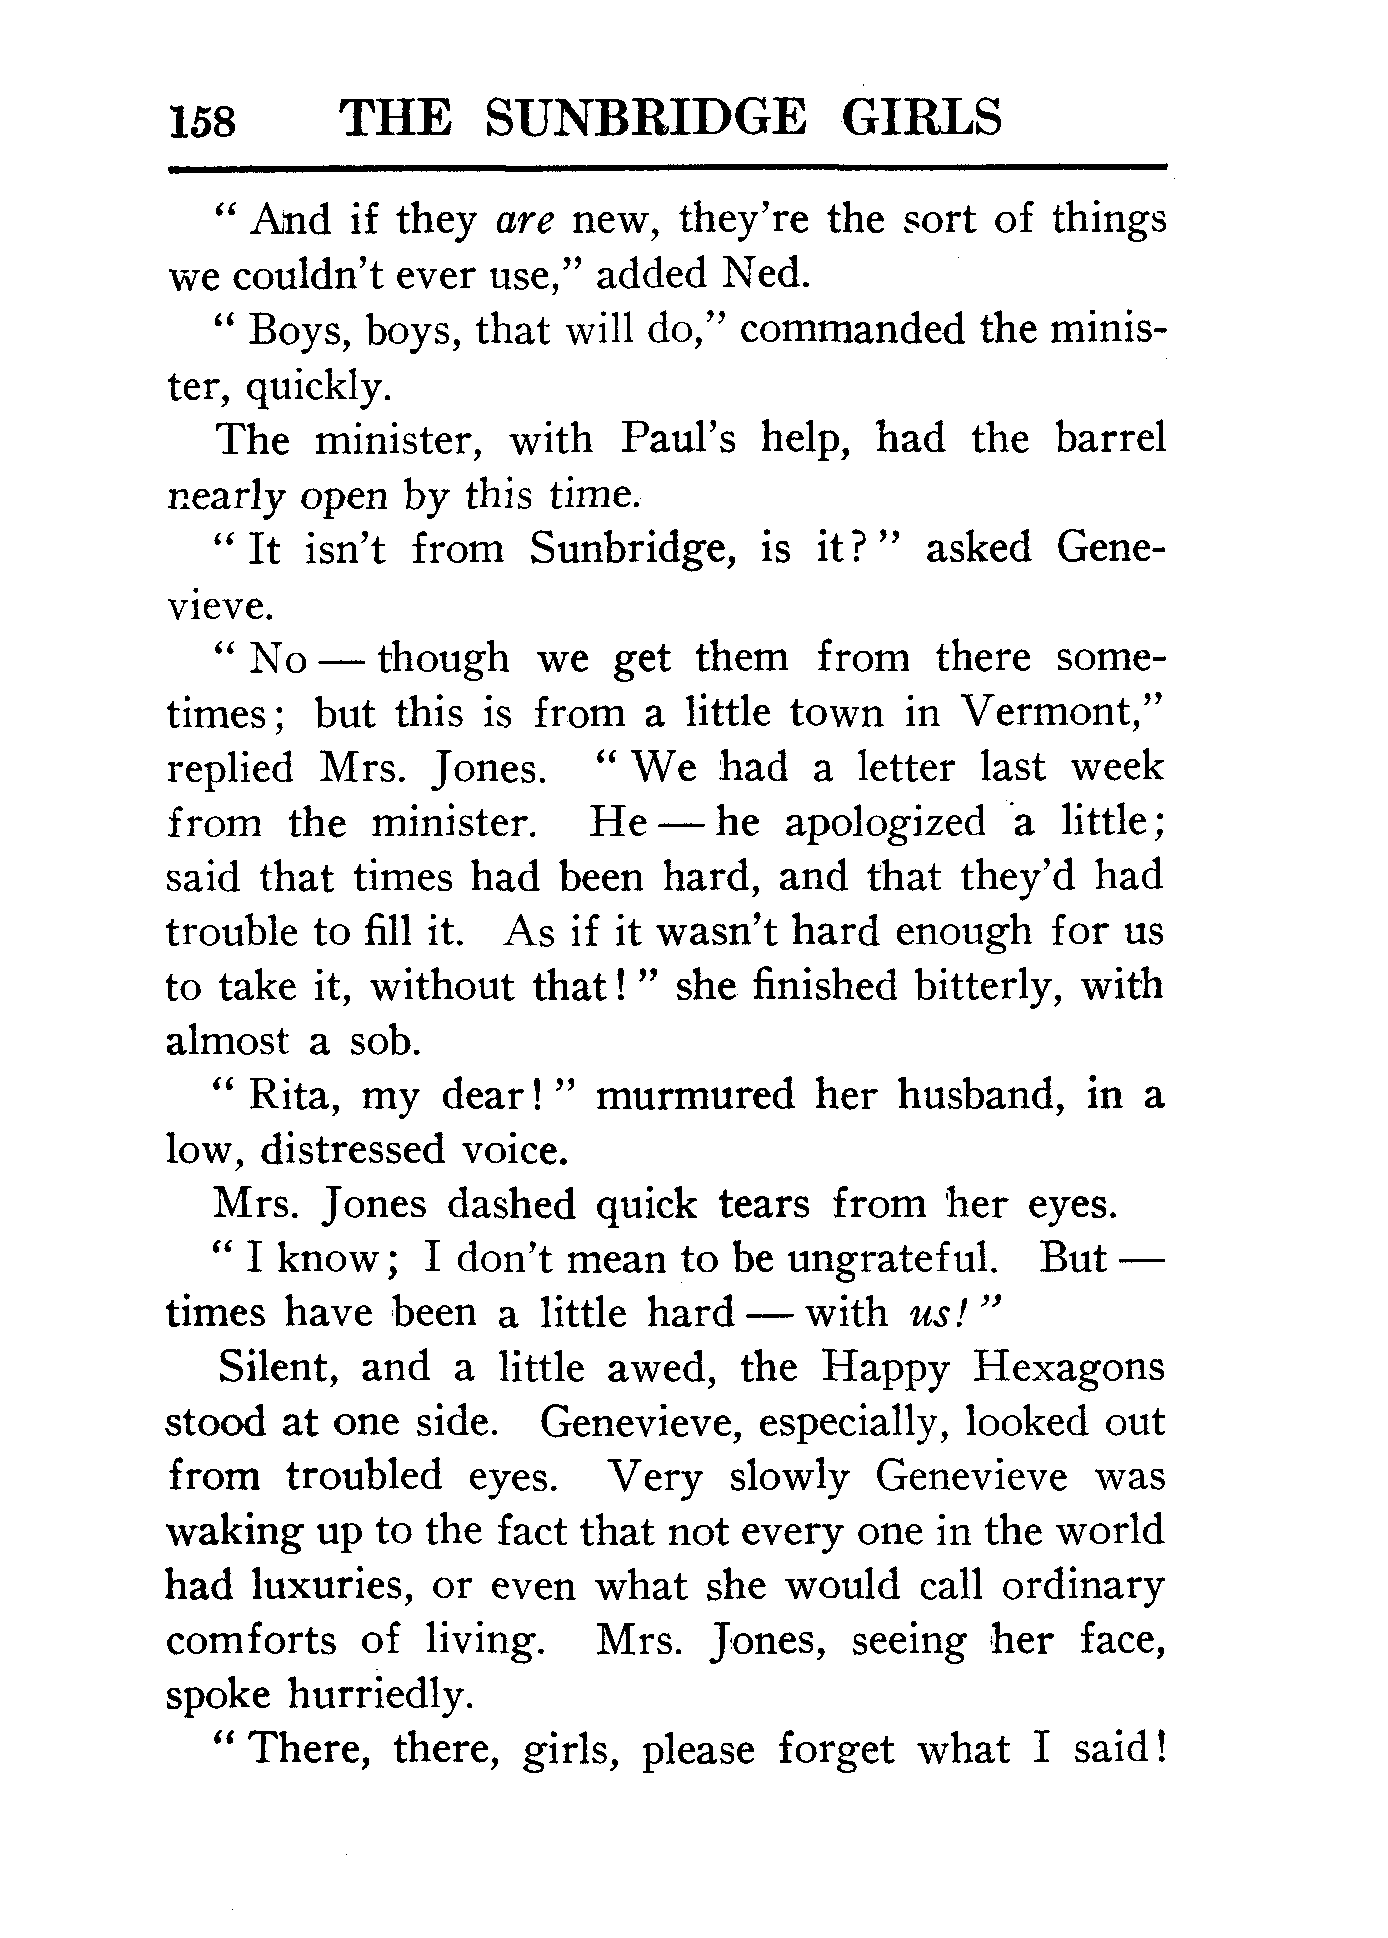 158 THE SUNBRIDGE GIRLS
“ And if they are new, they’re the sort of things
we couldn’t ever use,” added Ned.
“ Boys, boys, that will do,” commanded the minis-
ter, quickly.
The minister, with Paul’s help, had the barrel
nearly open by this time.
“ It isn’t from Sunbridge, is it? ” asked Gene-
vieve.
“ No — though we get them from there some-
times; but this is from a little town in Vermont,”
replied Mrs. Jones. “ We had a letter last week
from the minister. He — he apologized a little;
said that times had been hard, and that they’d had
trouble to fill it. As if it wasn’t hard enough for us
to take it, without that! ” she finished bitterly, with
almost a sob.
“ Rita, my dear! ” murmured her husband, in a
low, distressed voice.
Mrs. Jones dashed quick tears from her eyes.
“ I know; I don’t mean to be ungrateful. But —
times have been a little hard — with us! ”
Silent, and a little awed, the Happy Hexagons
stood at one side. Genevieve, especially, looked out
from troubled eyes. Very slowly Genevieve was
waking up to the fact that not every one in the world
had luxuries, or even what she would call ordinary
comforts of living. Mrs. Jones, seeing her face,
spoke hurriedly.
“ There, there, girls, please forget what I said!